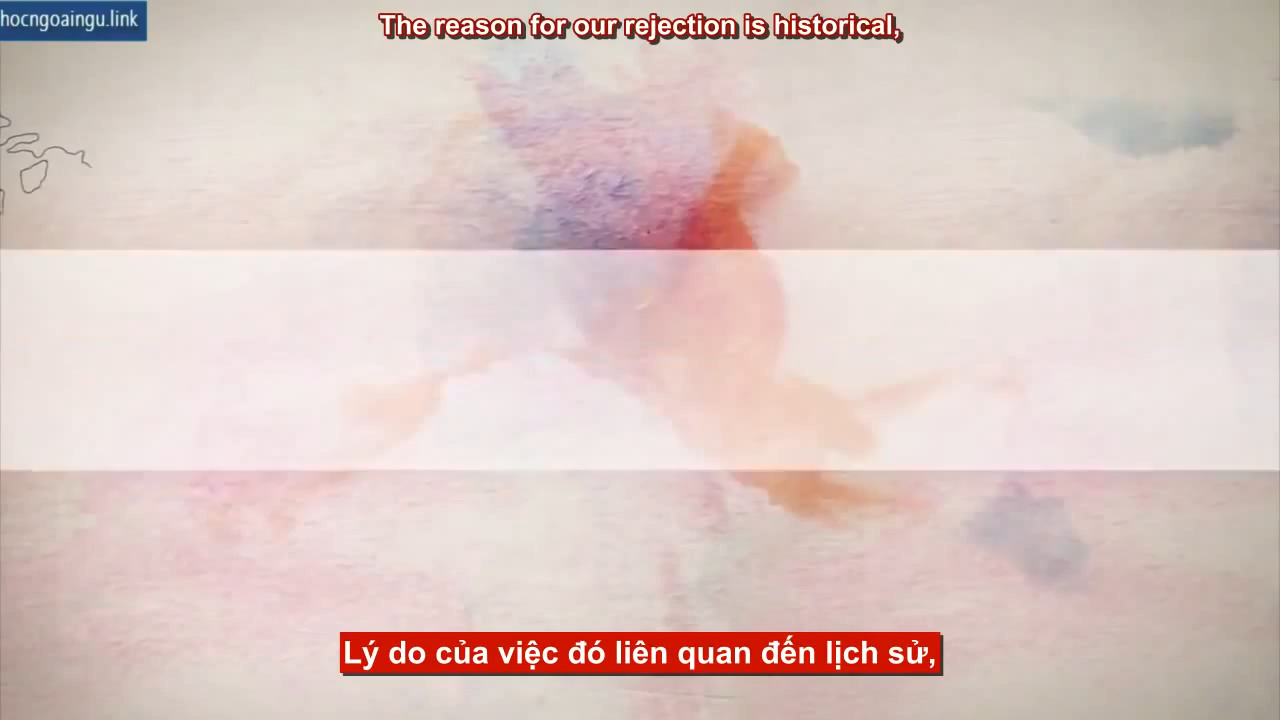 hocngoaingu.link
The reason for our rejection is historical,
Lý do của việc đó liên quan đến lịch sử,